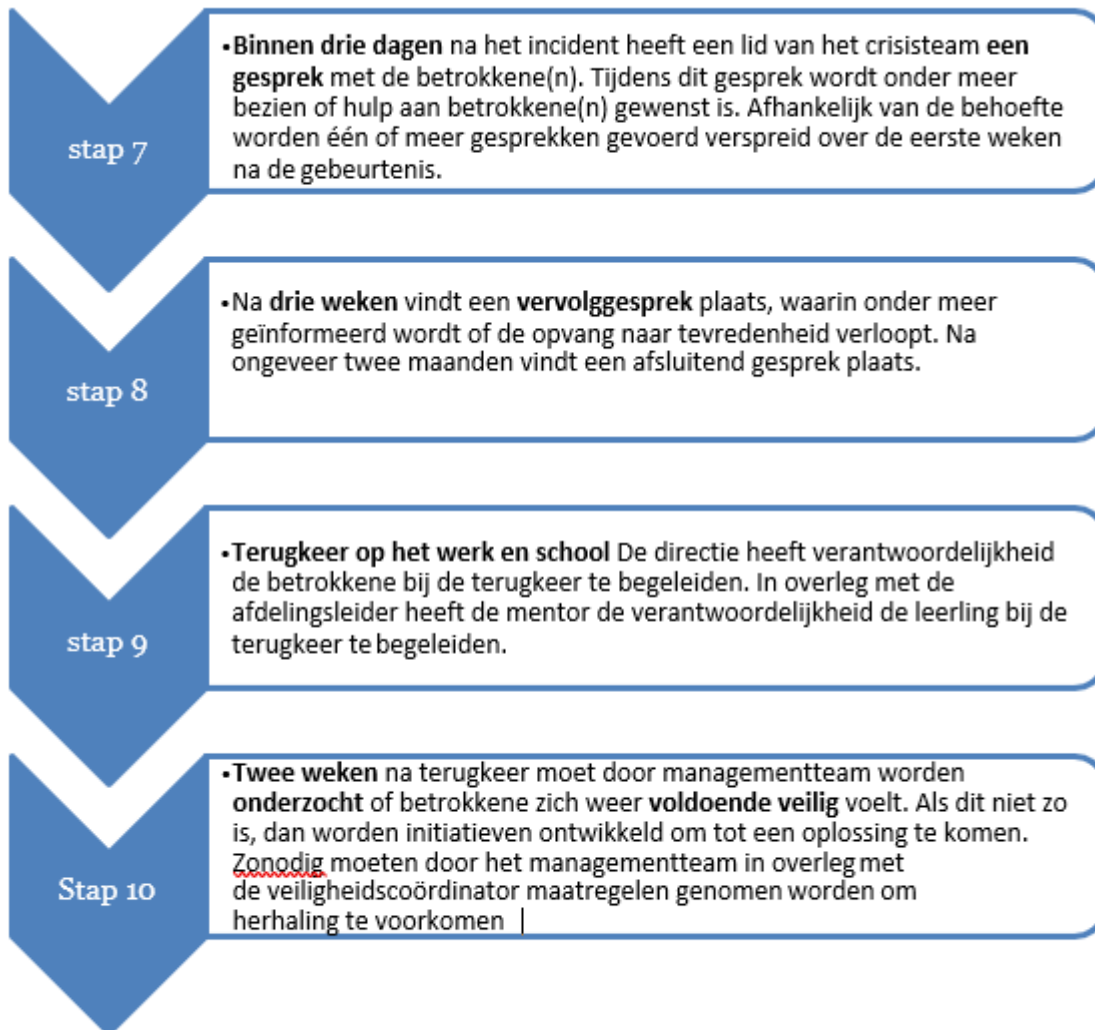 stap 7
•Binnen drie dagen na het incident heeft een lid van het crisisteam een
gesprek met de betrokkene(n). Tijdens dit gesprek wordt onder meer
bezien of hulp aan betrokkene(n) gewenst is. Afhankelijk van de behoefte
worden één of meer gesprekken gevoerd verspreid over de eerste weken
na de gebeurtenis.
stap 8
•Na drie weken vindt een vervolggesprek plaats, waarin onder meer
geïnformeerd wordt of de opvang naar tevredenheid verloopt. Na
ongeveer twee maanden vindt een afsluitend gesprek plaats.
stap 9
•Terugkeer op het werk en school De directie heeft verantwoordelijkheid
de betrokkene bij de terugkeer te begeleiden. In overleg met de
afdelingsleider heeft de mentor de verantwoordelijkheid de leerling bij de
terugkeer te begeleiden.
Stap 10
•Twee weken na terugkeer moet door managementteam worden
onderzocht of betrokkene zich weer voldoende veilig voelt. Als dit niet zo
is, dan worden initiatieven ontwikkeld om tot een oplossing te komen.
Zonodig moeten door het managementteam in overleg met
de veiligheidscoördinator maatregelen genomen worden om
herhaling te voorkomen